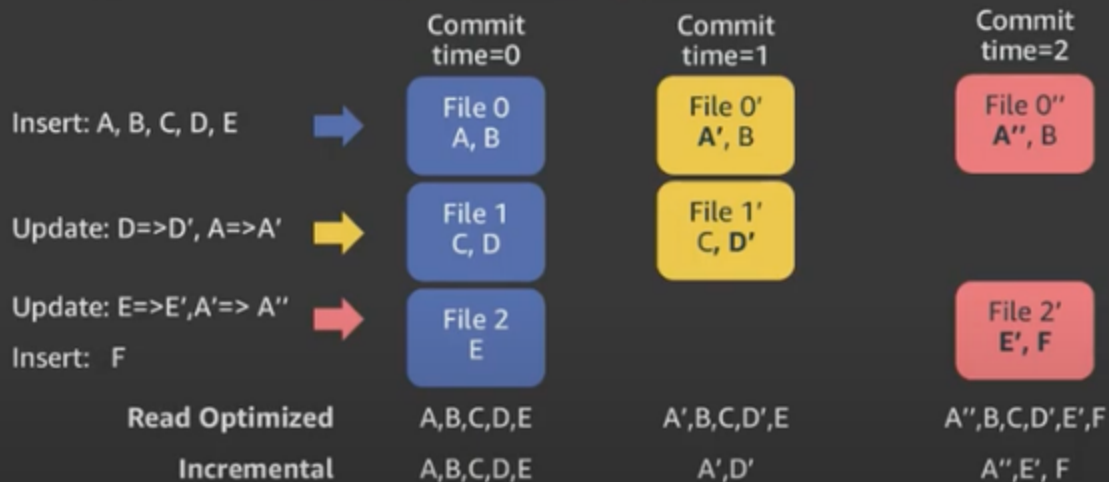 Commit time=0
Commit time=1
Commit time=2
Insert: A, B, C, D, E
File 0
A, B
File 0′
A′, B
File 0′′
A′′, B
Update: D=>D′, A=>A′
File 1
C, D
File 1′
C, D′
Update: E=>E′,A′=> A′′
Insert: F
File 2
E
File 2′
E′, F
Read Optimized
A,B,C,D,E
A′,B,C,D′,E
A′′,B,C,D′,E′,F
Incremental
A,B,C,D,E
A′,D′
A′′,E′, F